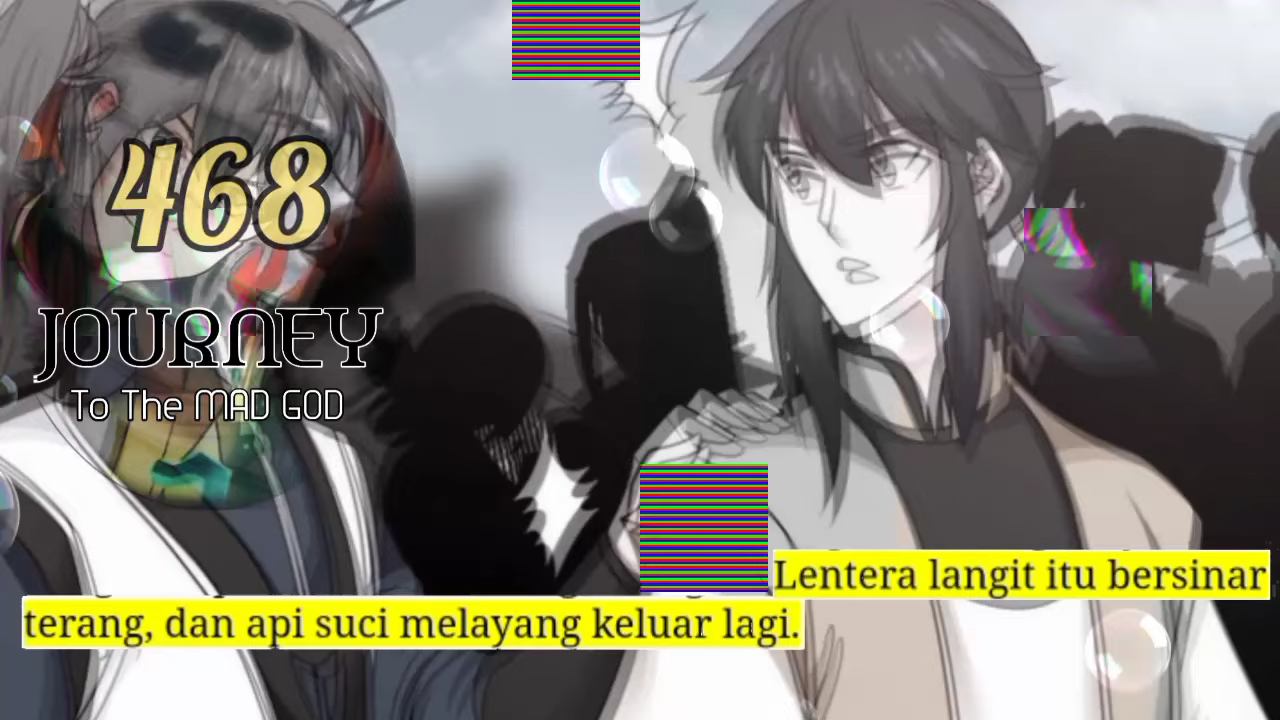 468
JOURNEY
To The MAD GOD
Lentera langit itu bersinar
terang, dan api suci melayang keluar lagi.